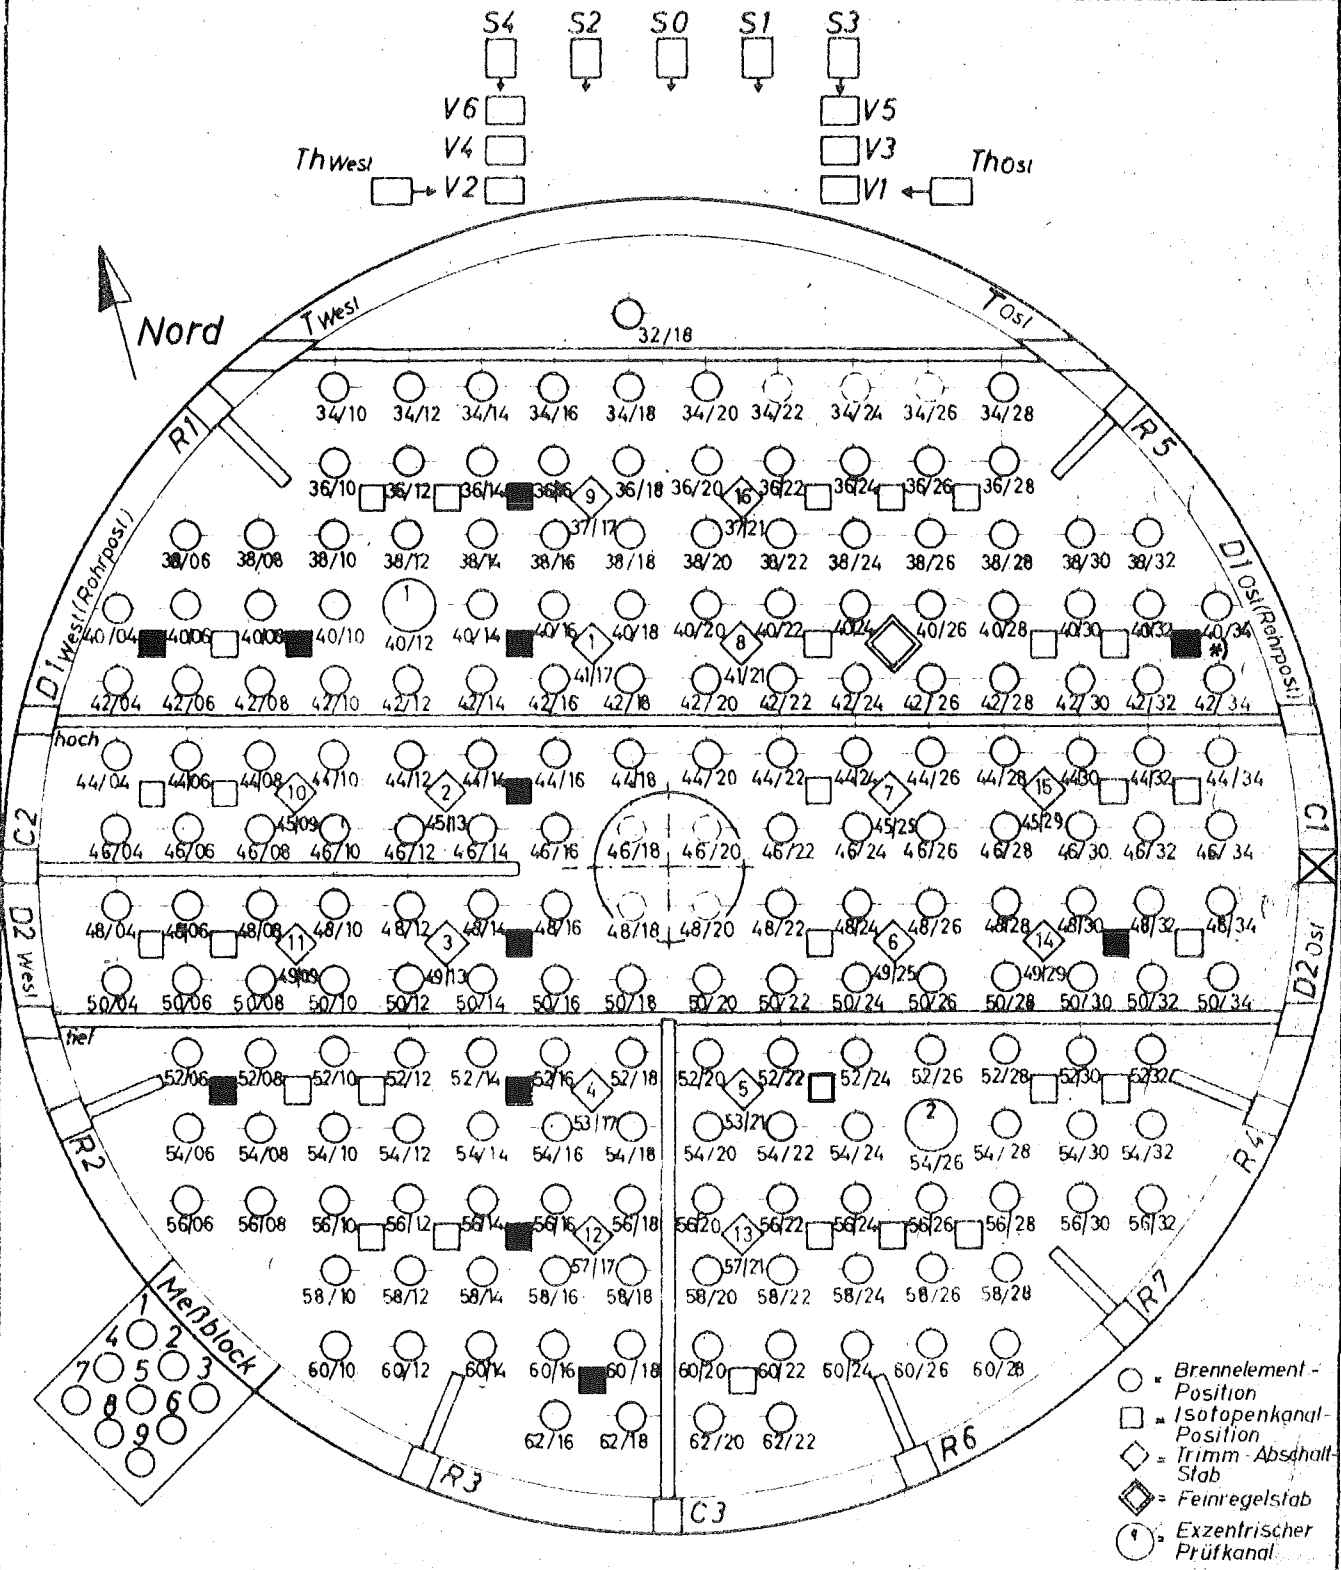 S4 S2 S0 S1 S3
V6 V5
V4 V3
Th West Th Ost
V2 V1
Nord
T West T Ost
32/18
34/10 34/12 34/14 34/16 34/18 34/20 34/22 34/24 34/26 34/28
R1 R5
36/10 36/12 36/14 36/16 9 36/18 36/20 16 36/22 36/24 36/26 36/28
37/17 37/21
38/06 38/08 38/10 38/12 38/14 38/16 38/18 38/20 38/22 38/24 38/26 38/28 38/30 38/32
D1 West (Rohrpost) D1 Ost (Rohrpost)
1
40/04 40/06 40/08 40/10 40/12 40/14 40/16 1 40/18 40/20 8 40/22 40/24 40/26 40/28 40/30 40/32 40/34
*)
41/17 41/21
42/04 42/06 42/08 42/10 42/12 42/14 42/16 42/18 42/20 42/22 42/24 42/26 42/28 42/30 42/32 42/34
hoch
44/04 44/06 44/08 10 44/10 44/12 2 44/14 44/16 44/18 44/20 44/22 44/24 7 44/26 44/28 15 44/30 44/32 44/34
45/09 45/13 45/25 45/29
C2 C1
46/04 46/06 46/08 46/10 46/12 46/14 46/16 46/18 46/20 46/22 46/24 46/26 46/28 46/30 46/32 46/34
48/04 48/06 48/08 11 48/10 48/12 3 48/14 48/16 48/18 48/20 48/22 48/24 6 48/26 48/28 14 48/30 48/32 48/34
D2 West D2 Ost
49/09 49/13 49/25 49/29
50/04 50/06 50/08 50/10 50/12 50/14 50/16 50/18 50/20 50/22 50/24 50/26 50/28 50/30 50/32 50/34
tief
52/06 52/08 52/10 52/12 52/14 52/16 4 52/18 52/20 5 52/22 52/24 52/26 52/28 52/30 52/32
53/17 53/21
2
R2 R4
54/06 54/08 54/10 54/12 54/14 54/16 54/18 54/20 54/22 54/24 54/26 54/28 54/30 54/32
56/06 56/08 56/10 56/12 56/14 56/16 12 56/18 56/20 13 56/22 56/24 56/26 56/28 56/30 56/32
57/17 57/21
58/10 58/12 58/14 58/16 58/18 58/20 58/22 58/24 58/26 58/28
R7
Meßblock
1
4 2
7 5 3
8 6
9
60/10 60/12 60/14 60/16 60/18 60/20 60/22 60/24 60/26 60/28
62/16 62/18 62/20 62/22
R3 R6
C3
= Brennelement-
Position
= Isotopenkanal-
Position
= Trimm-Abschalt-
Stab
= Feinregelstab
= Exzentrischer
Prüfkanal